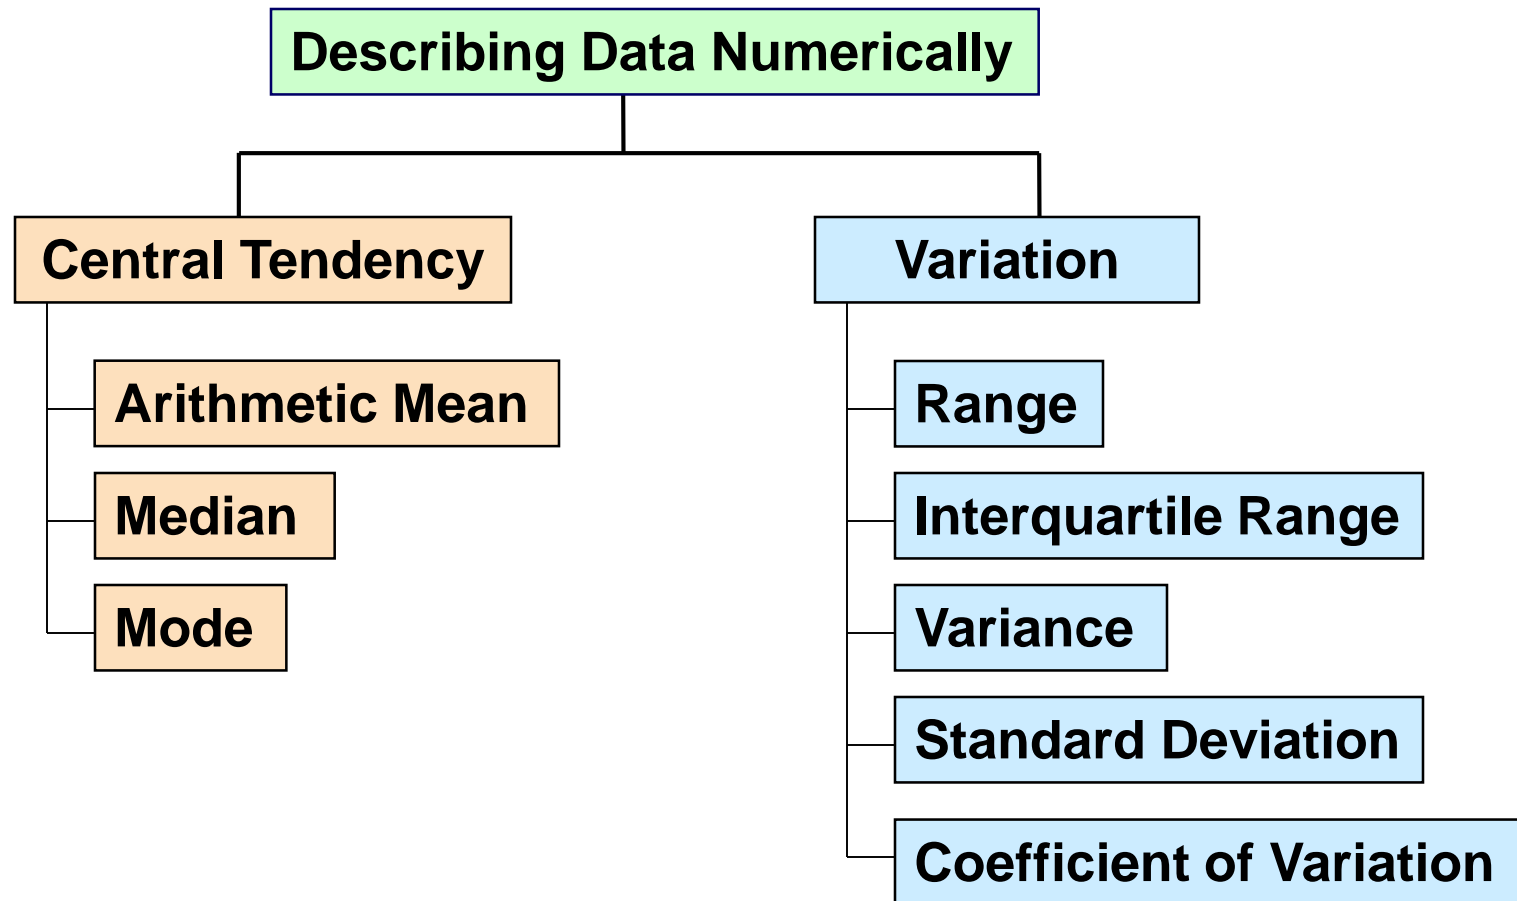 Describing Data Numerically
Central Tendency
Arithmetic Mean
Median
Mode
Variation
Range
Interquartile Range
Variance
Standard Deviation
Coefficient of Variation